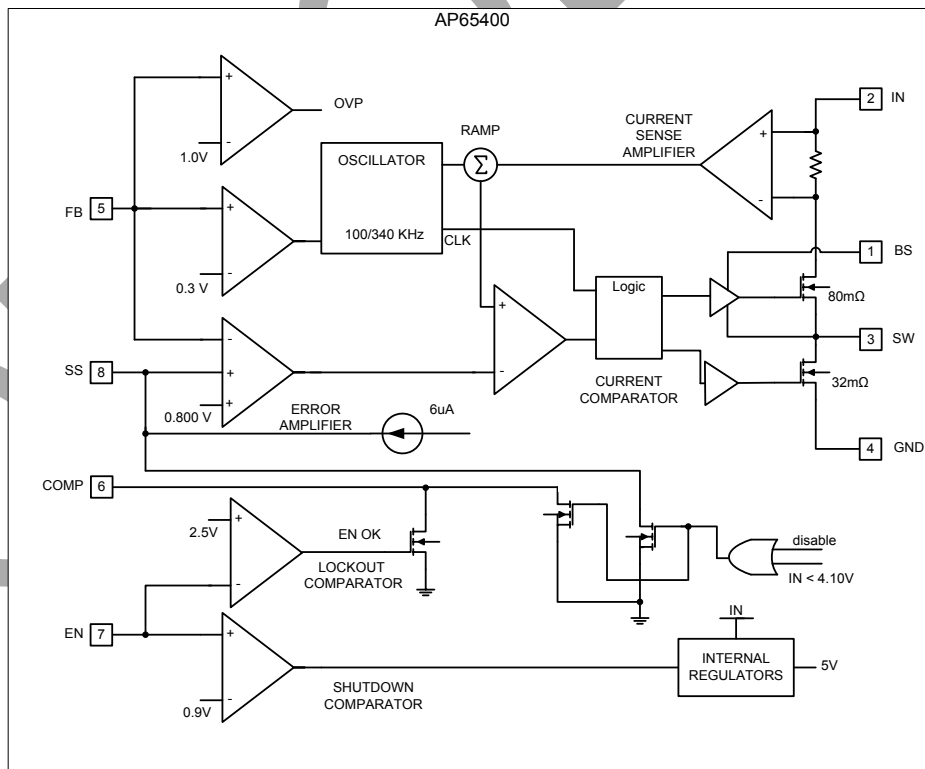 AP65400
+
OVP
-
1.0V
2
IN
CURRENT
SENSE
AMPLIFIER
+
-
RAMP
Σ
OSCILLATOR
100/340 KHz
CLK
FB
5
+
-
0.3 V
1
BS
Logic
80mΩ
+
-
3
SW
SS
8
-
+
+
0.800 V
ERROR
AMPLIFIER
6uA
CURRENT
COMPARATOR
32mΩ
4
GND
COMP
6
2.5V
+
-
EN OK
LOCKOUT
COMPARATOR
disable
IN < 4.10V
EN
7
+
-
0.9V
SHUTDOWN
COMPARATOR
IN
INTERNAL
REGULATORS
5V